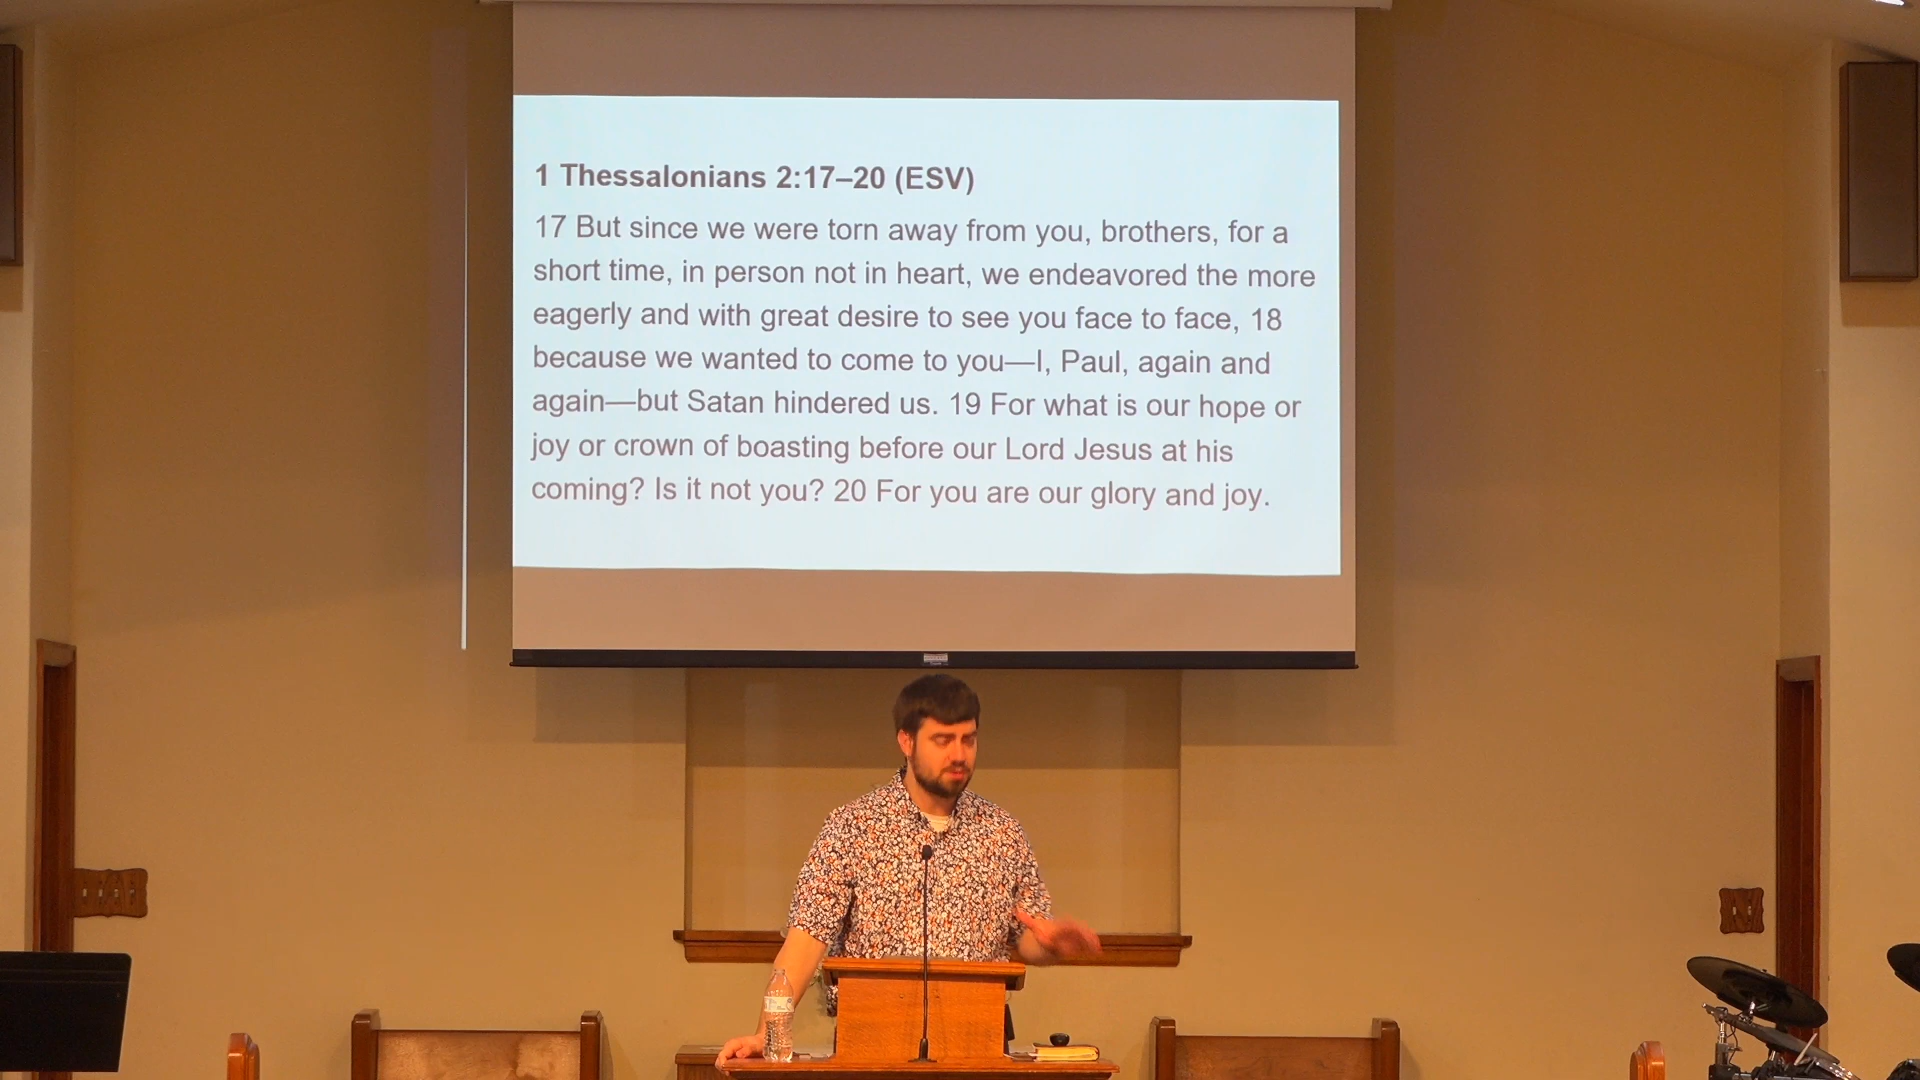 1 Thessalonians 2:17–20 (ESV)
17 But since we were torn away from you, brothers, for a
short time, in person not in heart, we endeavored the more
eagerly and with great desire to see you face to face, 18
because we wanted to come to you—I, Paul, again and
again—but Satan hindered us. 19 For what is our hope or
joy or crown of boasting before our Lord Jesus at his
coming? Is it not you? 20 For you are our glory and joy.